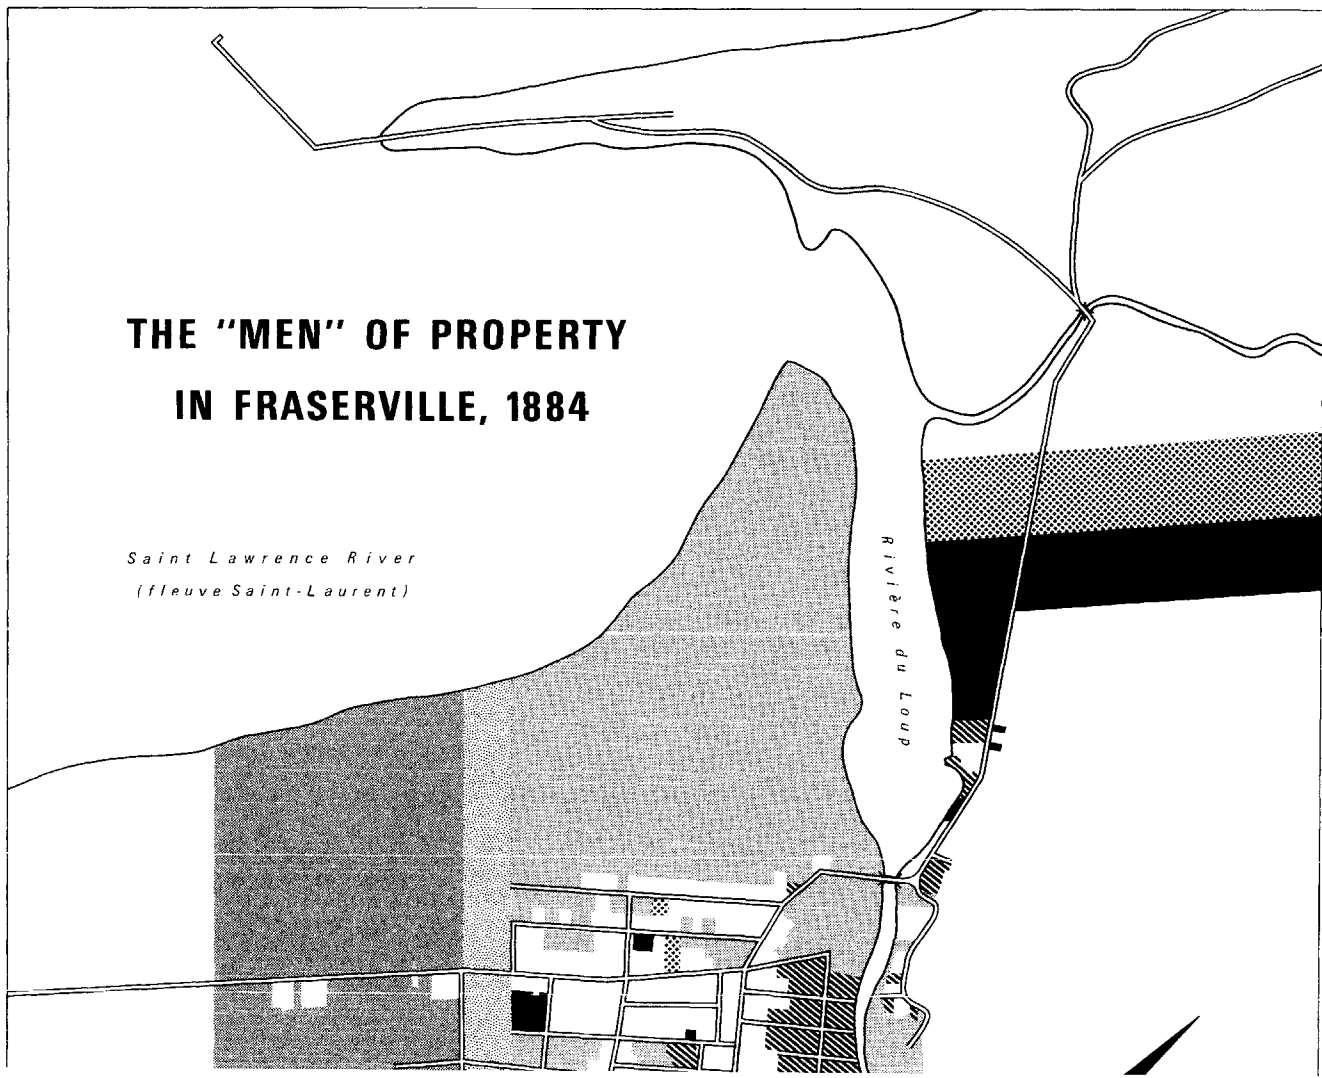 THE "MEN" OF PROPERTY
IN FRASERVILLE, 1884
Saint Lawrence River
(fleuve Saint-Laurent)
Rivière du Loup